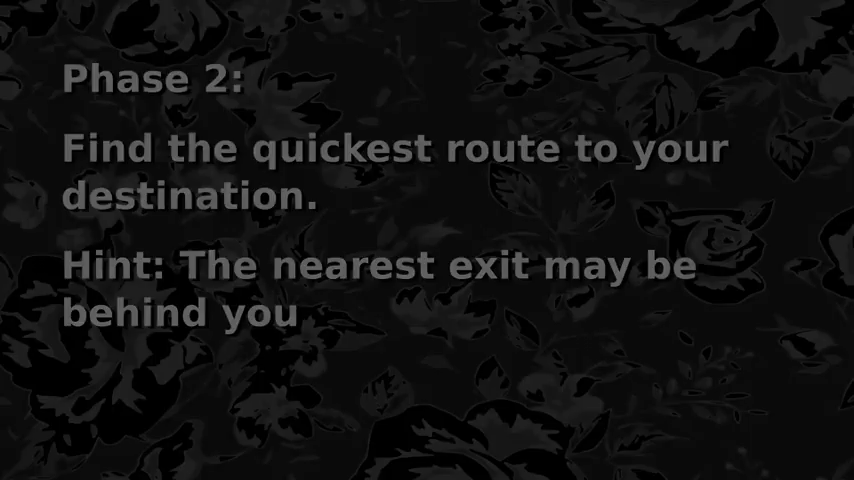 Phase 2:
Find the quickest route to your
destination.
Hint: The nearest exit may be
behind you